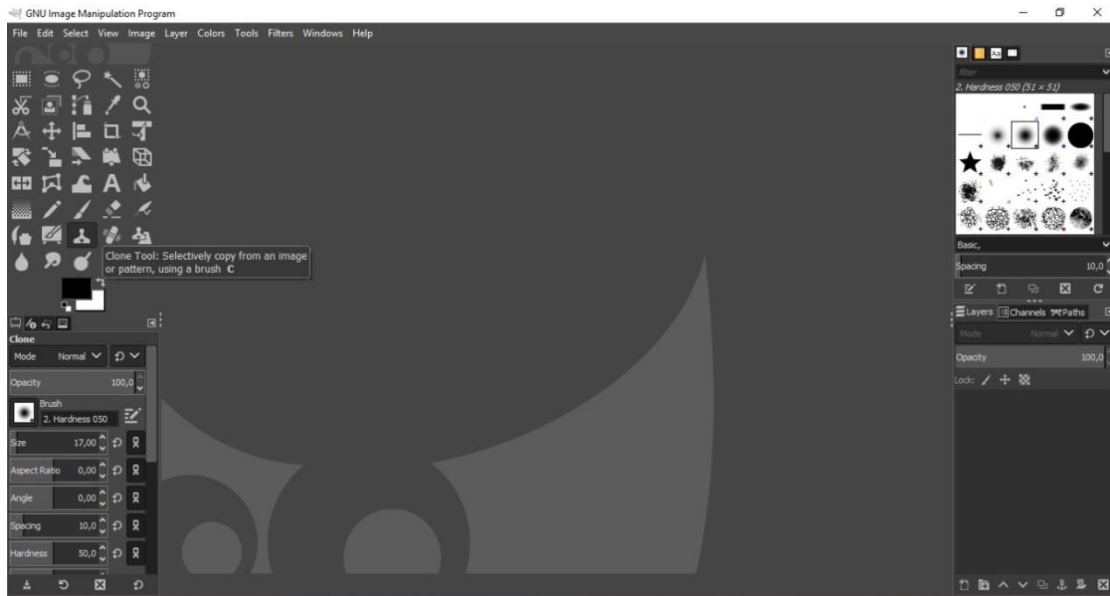 GNU Image Manipulation Program
File Edit Select View Image Layer Colors Tools Filters Windows Help
filter
2. Hardness 050 (51 × 51)
Clone Tool: Selectively copy from an image
or pattern, using a brush C
Basic,
Spacing 10,0
Layers Channels Paths
Mode Normal
Opacity 100,0
Lock:
Clone
Mode Normal
Opacity 100,0
Brush
2. Hardness 050
Size 17,00
Aspect Ratio 0,00
Angle 0,00
Spacing 10,0
Hardness 50,0